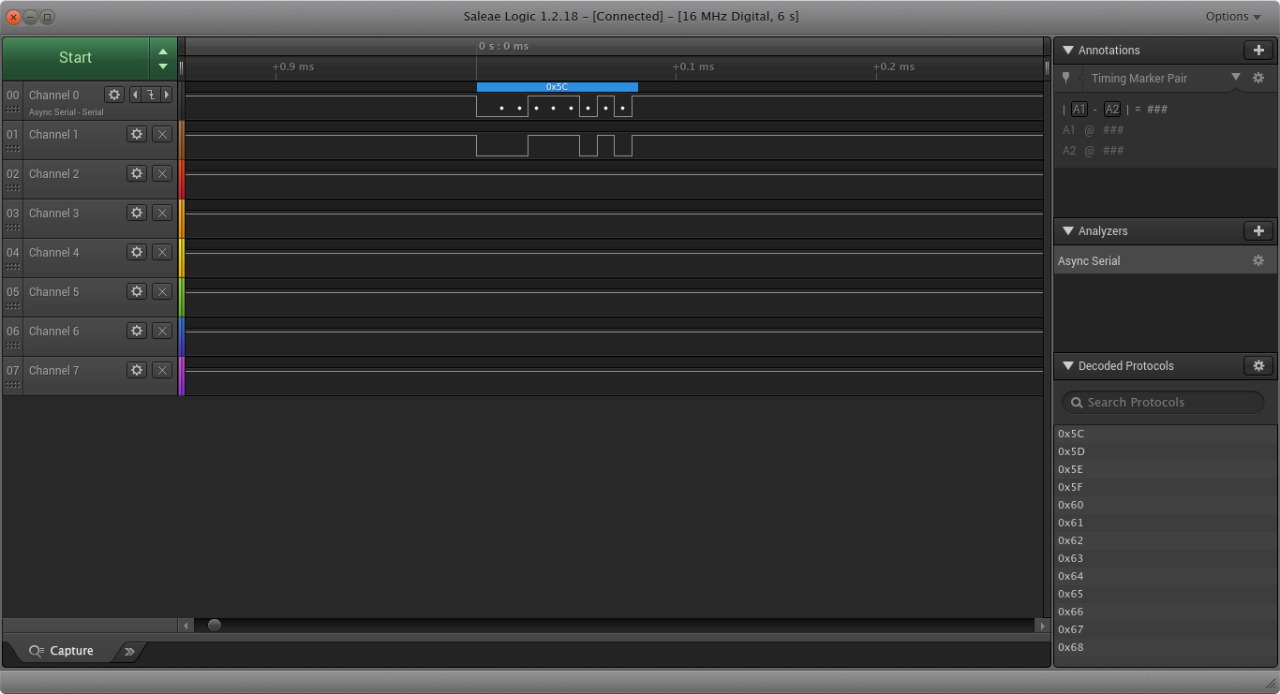 Saleae Logic 1.2.18 – [Connected] – [16 MHz Digital, 6 s]
Options
Start
0 s : 0 ms
+0.9 ms
+0.1 ms
+0.2 ms
00 Channel 0
Async Serial - Serial
0x5C
01 Channel 1
02 Channel 2
03 Channel 3
04 Channel 4
05 Channel 5
06 Channel 6
07 Channel 7
Capture
Annotations
Timing Marker Pair
| A1 - A2 | = ###
A1 @ ###
A2 @ ###
Analyzers
Async Serial
Decoded Protocols
Search Protocols
0x5C
0x5D
0x5E
0x5F
0x60
0x61
0x62
0x63
0x64
0x65
0x66
0x67
0x68